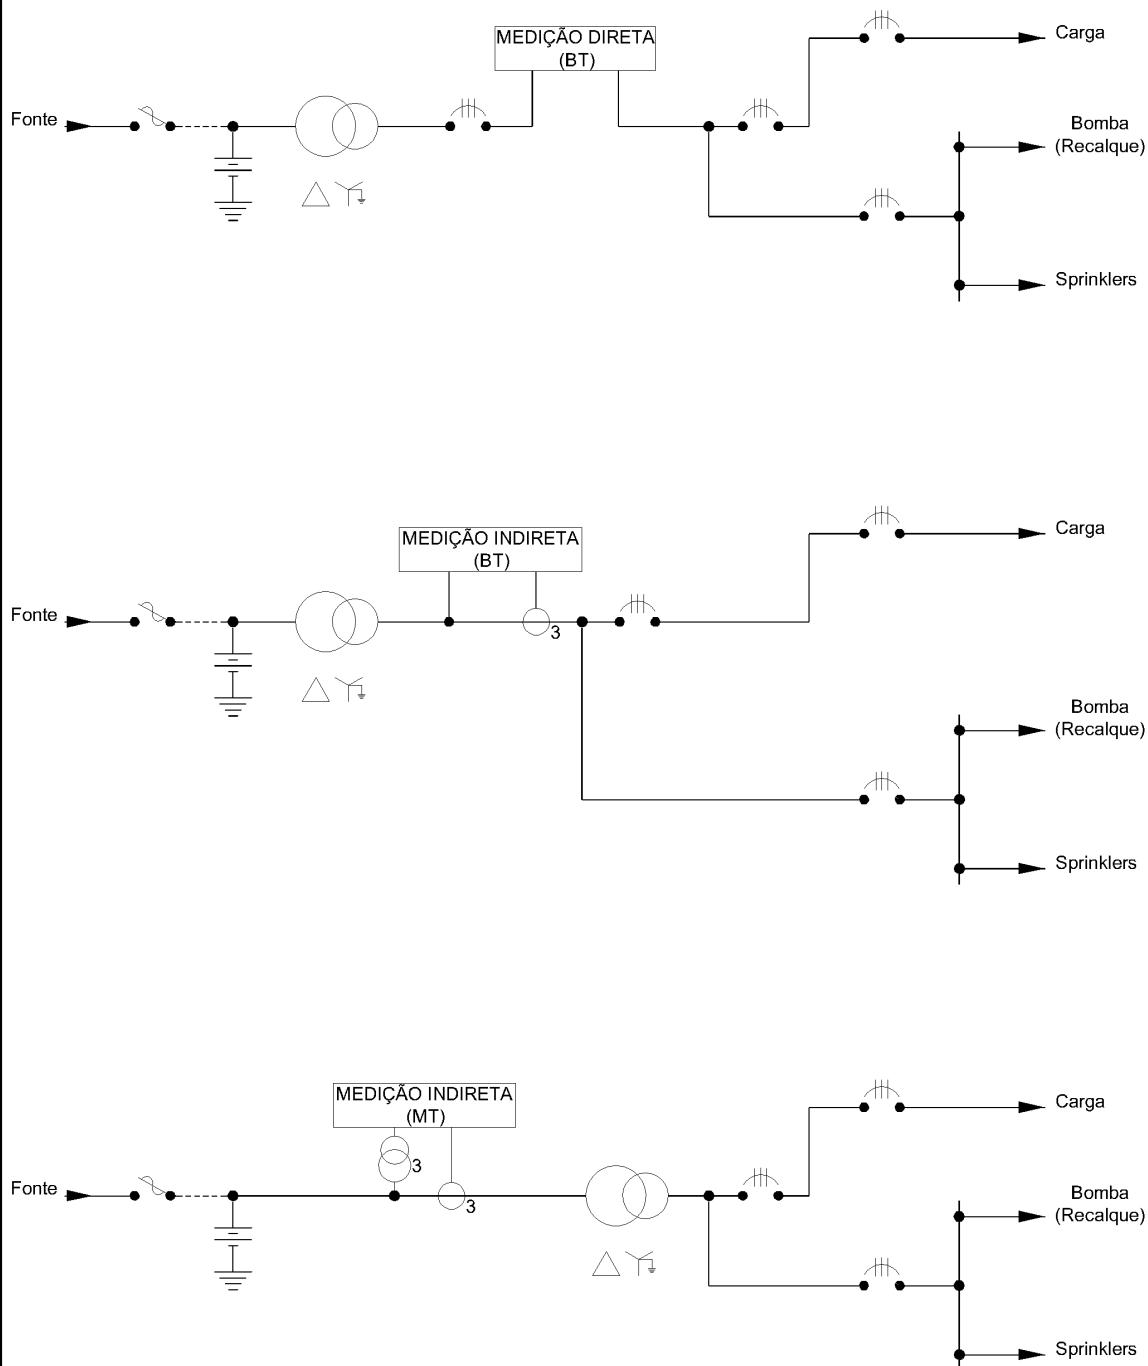 MEDIÇÃO DIRETA
(BT)
Carga
Fonte
Bomba
(Recalque)
Sprinklers
MEDIÇÃO INDIRETA
(BT)
Carga
Fonte
3
Bomba
(Recalque)
Sprinklers
MEDIÇÃO INDIRETA
(MT)
Carga
3
Fonte
3
Bomba
(Recalque)
Sprinklers